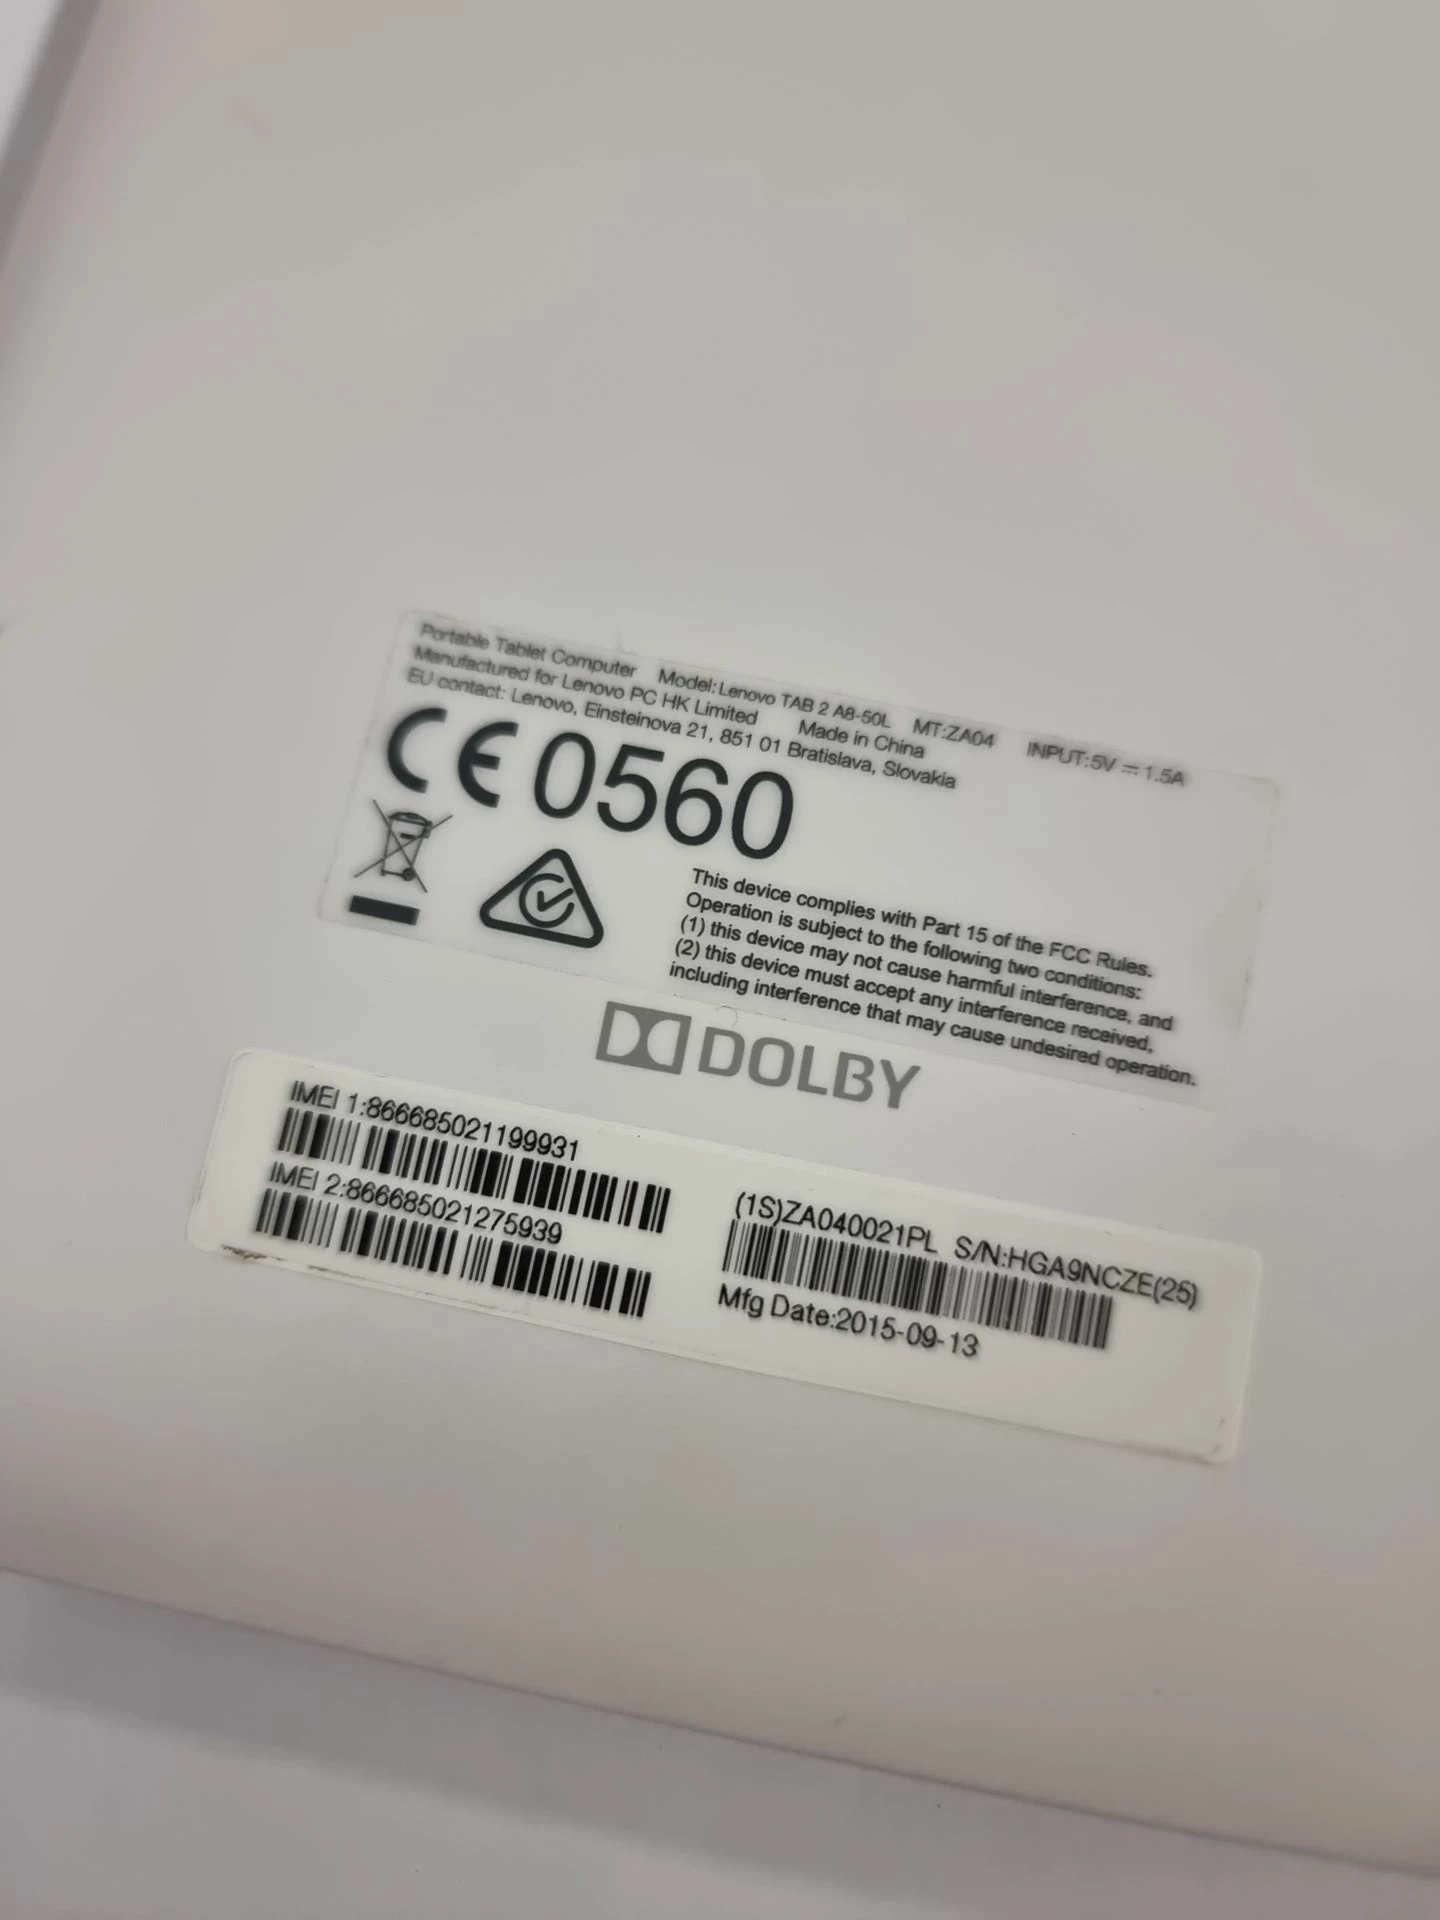 Portable Tablet Computer Model: Lenovo TAB 2 A8-50L MT:ZA04 INPUT:5V ⎓ 1.5A
Manufactured for Lenovo PC HK Limited Made in China
EU contact: Lenovo, Einsteinova 21, 851 01 Bratislava, Slovakia
CE0560
This device complies with Part 15 of the FCC Rules.
Operation is subject to the following two conditions:
(1) this device may not cause harmful interference, and
(2) this device must accept any interference received,
including interference that may cause undesired operation.
DOLBY
IMEI 1:866685021199931
IMEI 2:866685021275939
(1S)ZA040021PL S/N:HGA9NCZE(25)
Mfg Date:2015-09-13